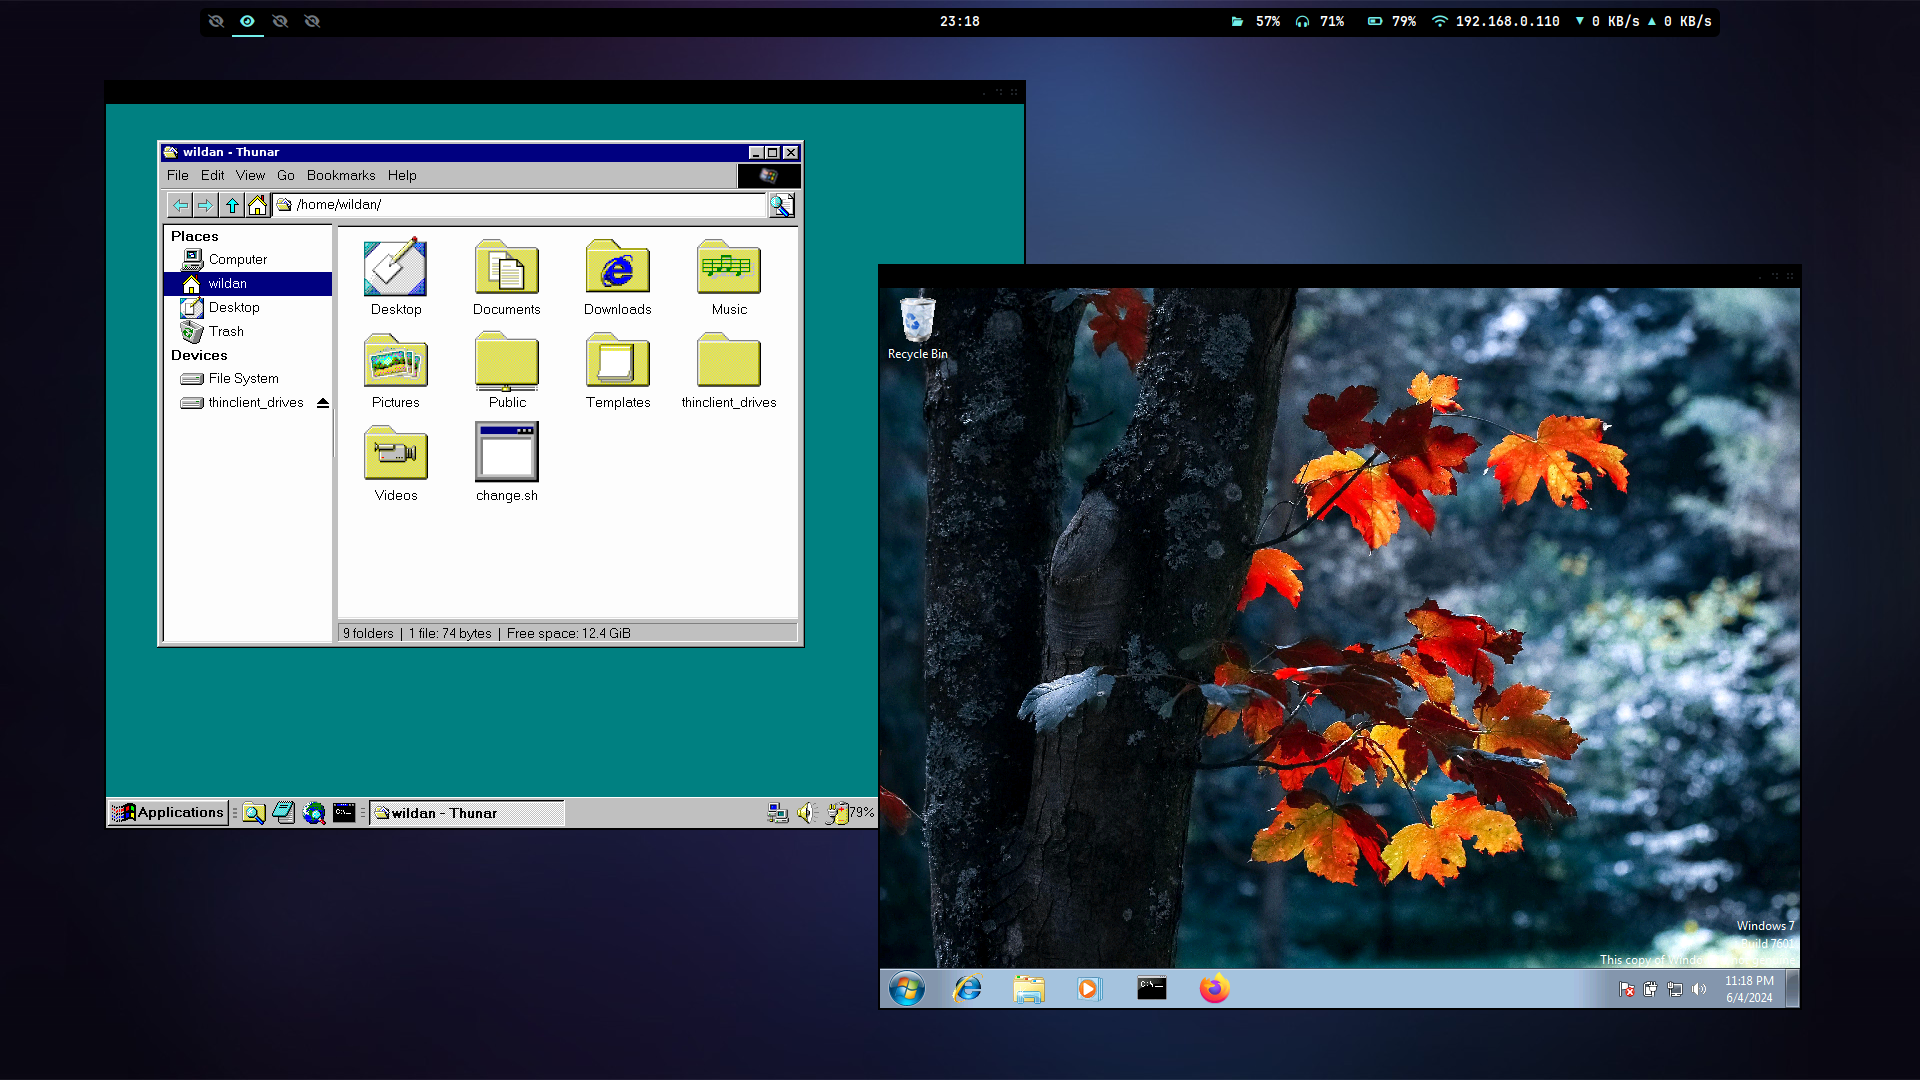 23:18
57% 71% 79% 192.168.0.110 0 KB/s 0 KB/s
wildan - Thunar
File Edit View Go Bookmarks Help
/home/wildan/
Places
Computer
wildan
Desktop
Trash
Devices
File System
thinclient_drives
Desktop Documents Downloads Music
Pictures Public Templates thinclient_drives
Videos change.sh
9 folders | 1 file: 74 bytes | Free space: 12.4 GiB
Applications wildan - Thunar 79%
Recycle Bin
Windows 7
Build 7601
This copy of
11:18 PM
6/4/2024